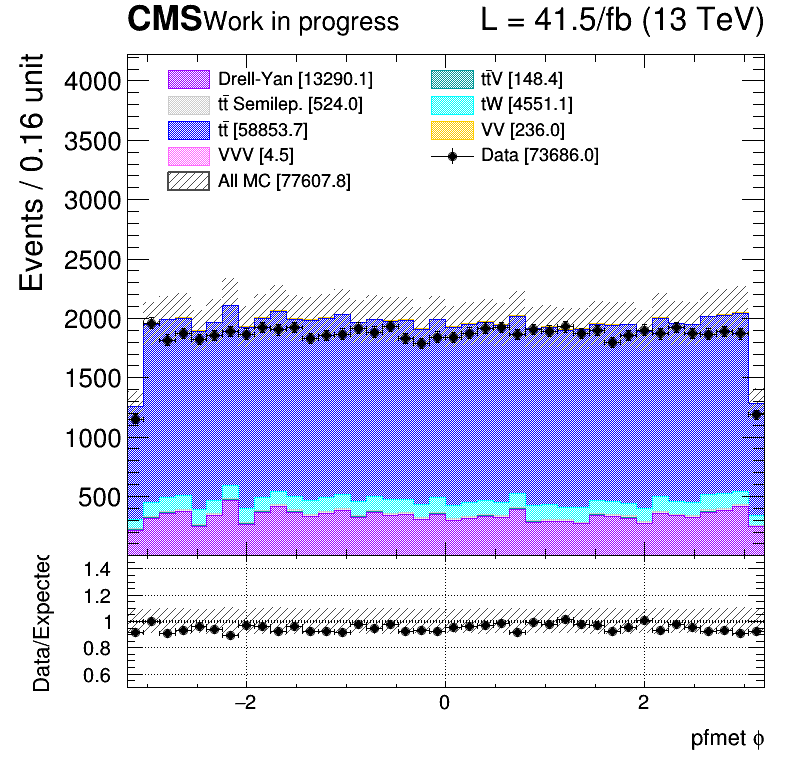 CMS Work in progress L = 41.5/fb (13 TeV)
Events / 0.16 unit
4000
3500
3000
2500
2000
1500
1000
500
Drell-Yan [13290.1]
tt̄ Semilep. [524.0]
tt̄ [58853.7]
VVV [4.5]
All MC [77607.8]
tt̄V [148.4]
tW [4551.1]
VV [236.0]
Data [73686.0]
Data/Expected
1.4
1.2
1
0.8
0.6
−2 0 2
pfmet ϕ